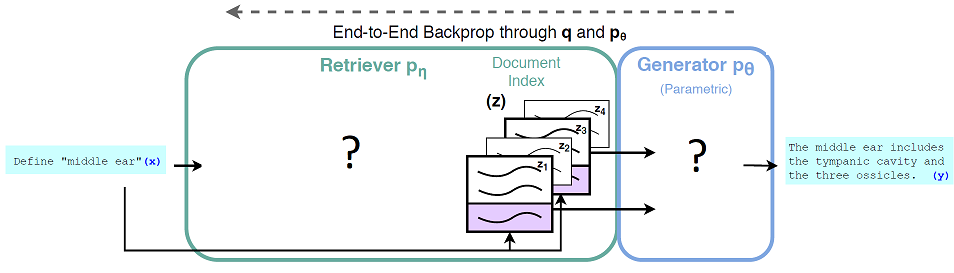 End-to-End Backprop through q and pθ
Retriever pη
Document
Index
Generator pθ
(Parametric)
(z)
z4
z3
z2
z1
?
?
Define "middle ear"(x)
The middle ear includes
the tympanic cavity and
the three ossicles. (y)